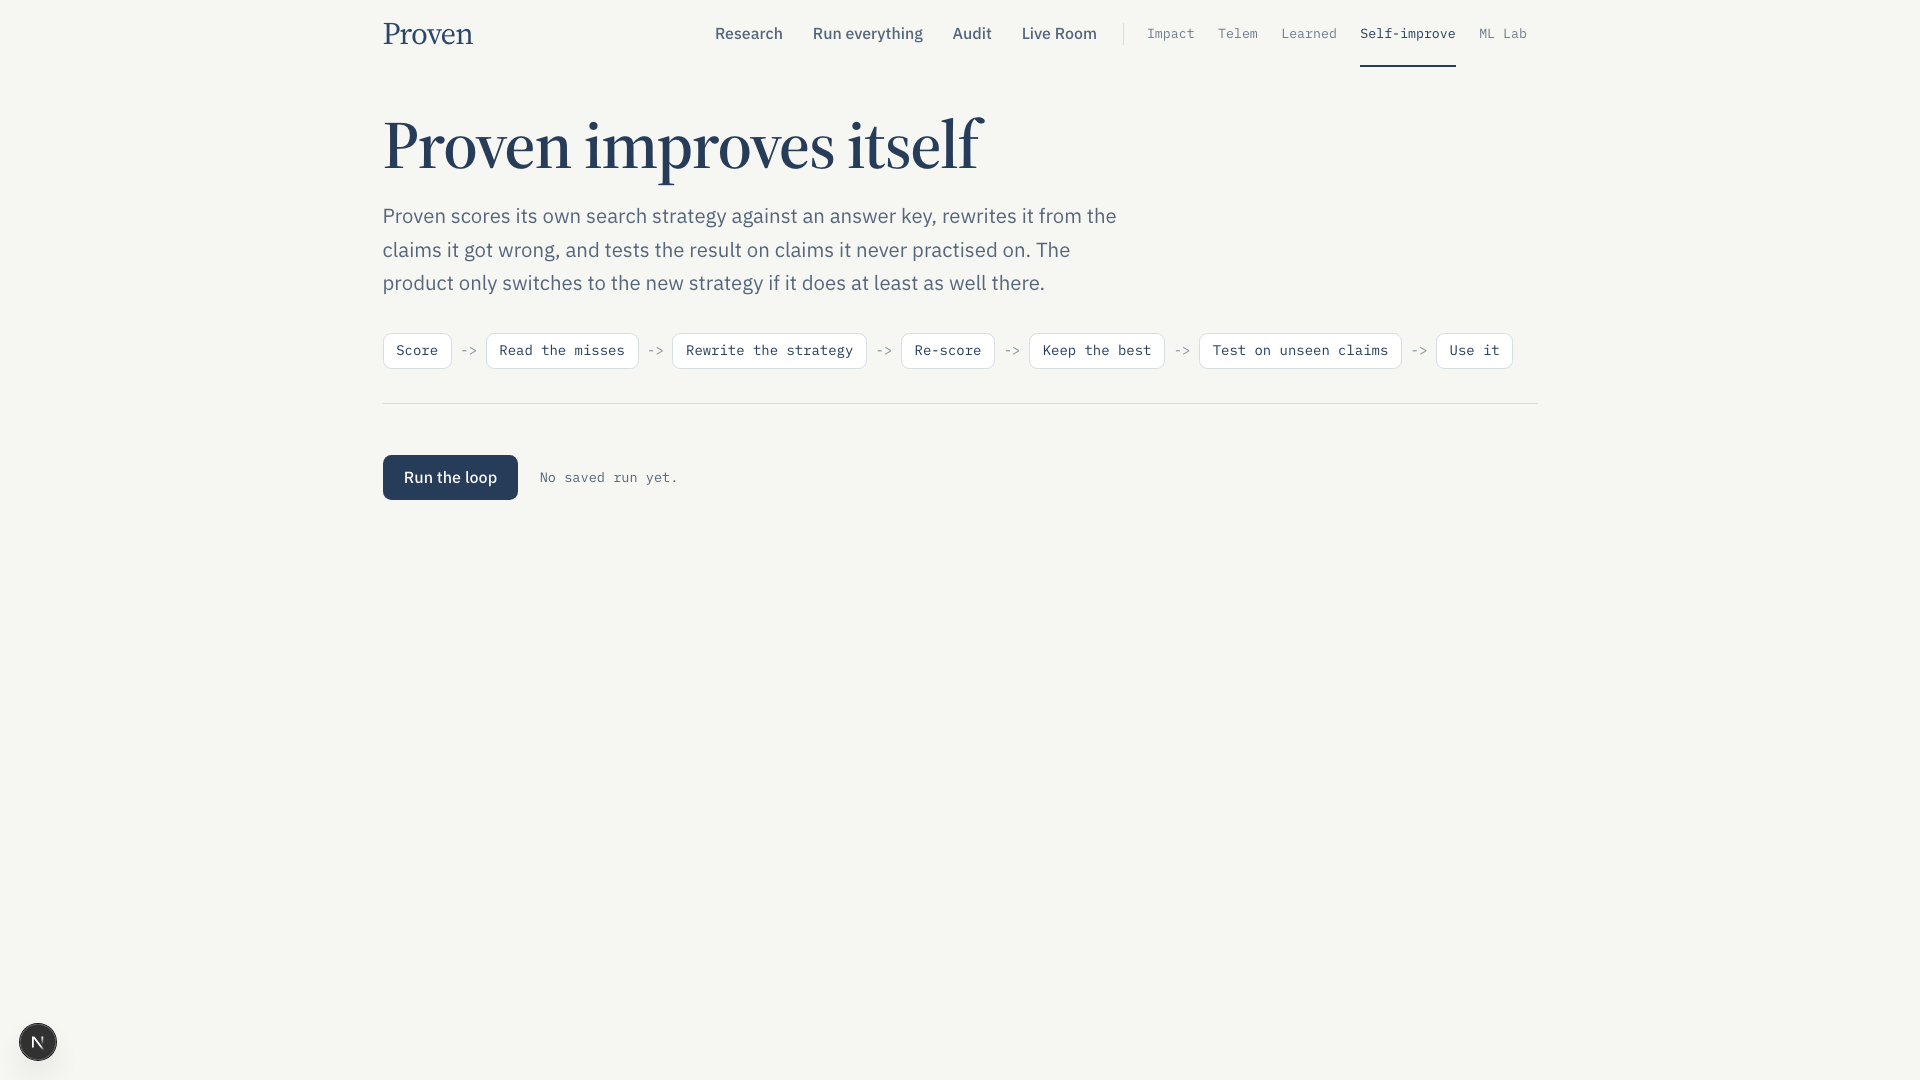 Proven
Research Run everything Audit Live Room Impact Telem Learned Self-improve ML Lab
Proven improves itself
Proven scores its own search strategy against an answer key, rewrites it from the
claims it got wrong, and tests the result on claims it never practised on. The
product only switches to the new strategy if it does at least as well there.
Score -> Read the misses -> Rewrite the strategy -> Re-score -> Keep the best -> Test on unseen claims -> Use it
Run the loop No saved run yet.
N